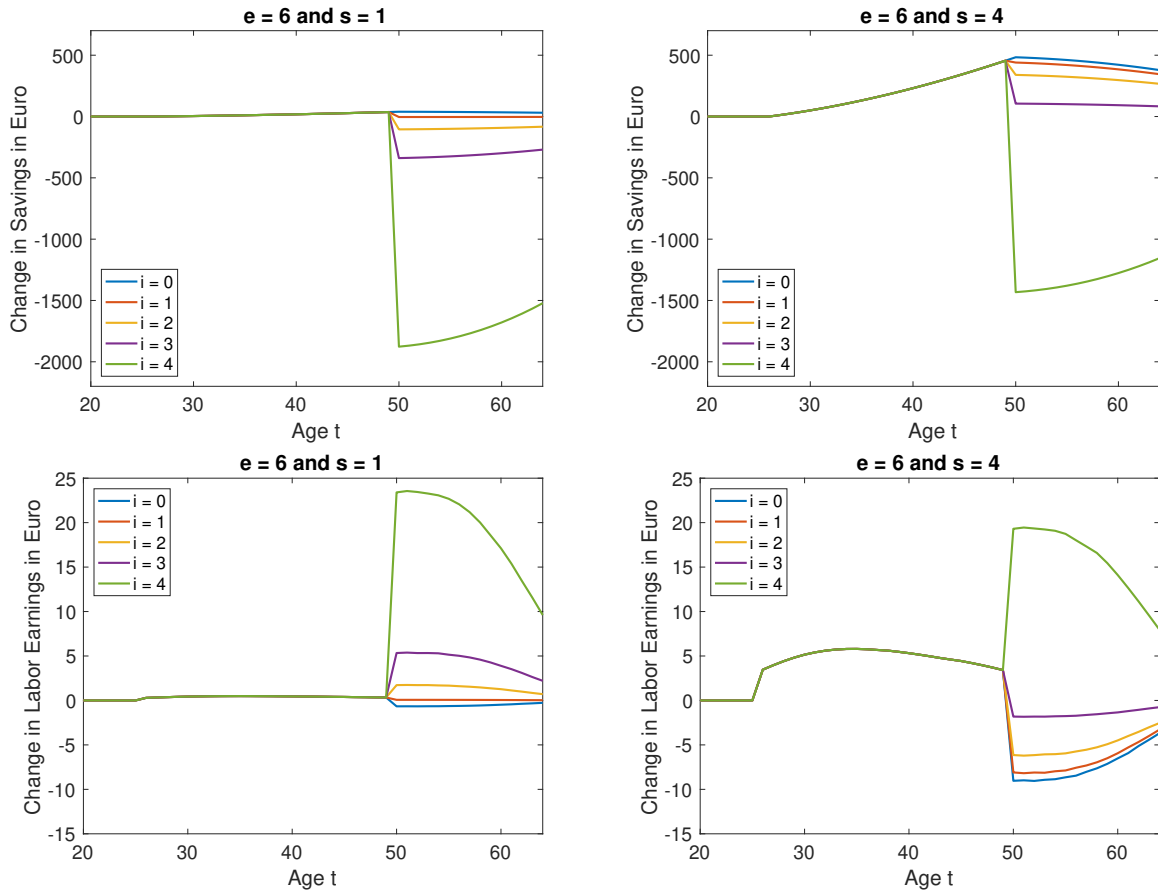 e = 6 and s = 1
Change in Savings in Euro
500
0
-500
-1000
-1500
-2000
i = 0
i = 1
i = 2
i = 3
i = 4
20 30 40 50 60
Age t
e = 6 and s = 4
Change in Savings in Euro
500
0
-500
-1000
-1500
-2000
i = 0
i = 1
i = 2
i = 3
i = 4
20 30 40 50 60
Age t
e = 6 and s = 1
Change in Labor Earnings in Euro
25
20
15
10
5
0
-5
-10
-15
i = 0
i = 1
i = 2
i = 3
i = 4
20 30 40 50 60
Age t
e = 6 and s = 4
Change in Labor Earnings in Euro
25
20
15
10
5
0
-5
-10
-15
i = 0
i = 1
i = 2
i = 3
i = 4
20 30 40 50 60
Age t